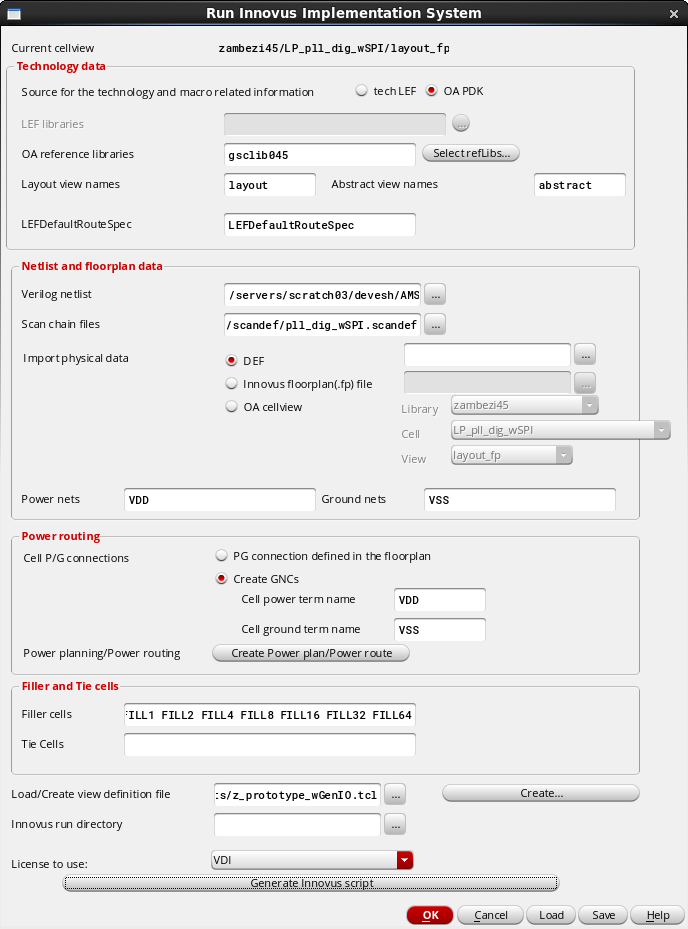 Run Innovus Implementation System
Current cellview zambezi45/LP_pll_dig_wSPI/layout_fp
Technology data
Source for the technology and macro related information tech LEF OA PDK
LEF libraries ...
OA reference libraries gsclib045 Select refLibs...
Layout view names layout Abstract view names abstract
LEFDefaultRouteSpec LEFDefaultRouteSpec
Netlist and floorplan data
Verilog netlist /servers/scratch03/devesh/AMS ...
Scan chain files /scandef/pll_dig_wSPI.scandef ...
Import physical data DEF ...
Innovus floorplan(.fp) file ...
OA cellview Library zambezi45
Cell LP_pll_dig_wSPI
View layout_fp
Power nets VDD Ground nets VSS
Power routing
Cell P/G connections PG connection defined in the floorplan
Create GNCs
Cell power term name VDD
Cell ground term name VSS
Power planning/Power routing Create Power plan/Power route
Filler and Tie cells
Filler cells FILL1 FILL2 FILL4 FILL8 FILL16 FILL32 FILL64
Tie Cells
Load/Create view definition file :s/z_prototype_wGenIO.tcl ... Create...
Innovus run directory ...
License to use: VDI
Generate Innovus script
OK Cancel Load Save Help